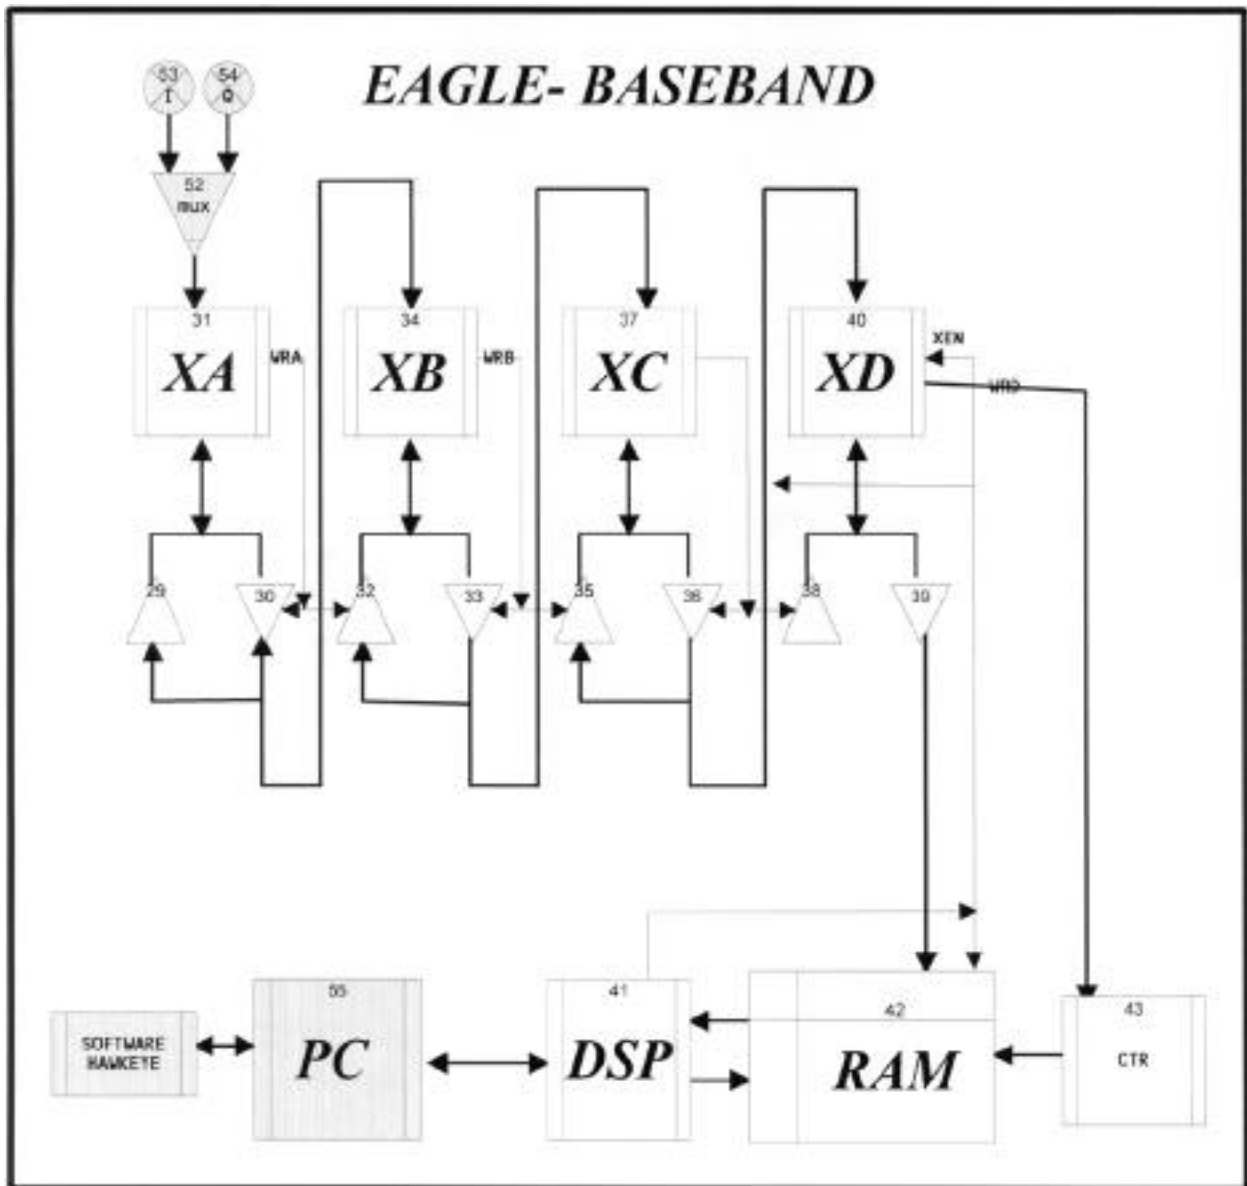 EAGLE- BASEBAND
53
I
54
Q
52
mux
31
XA
WRA
34
XB
WRB
37
XC
40
XD
XEN
WRD
29
30
32
33
35
36
38
39
SOFTWARE
HAWKEYE
55
PC
41
DSP
42
RAM
43
CTR